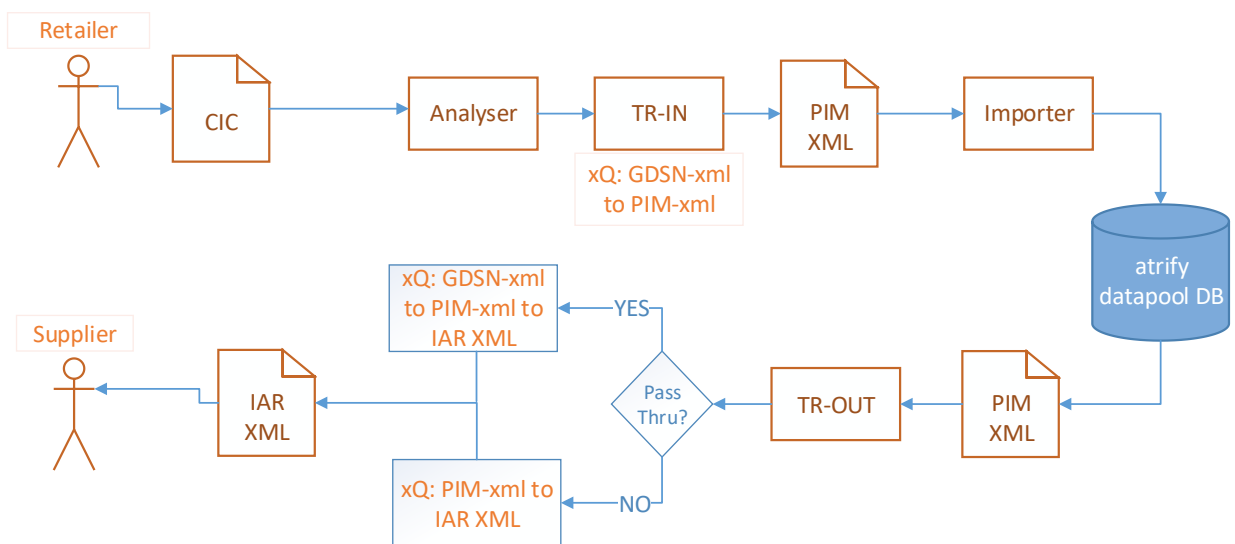 Retailer
CIC
Analyser
TR-IN
xQ: GDSN-xml
to PIM-xml
PIM
XML
Importer
atrify
datapool DB
PIM
XML
TR-OUT
Pass
Thru?
YES
NO
xQ: GDSN-xml
to PIM-xml to
IAR XML
xQ: PIM-xml to
IAR XML
IAR
XML
Supplier